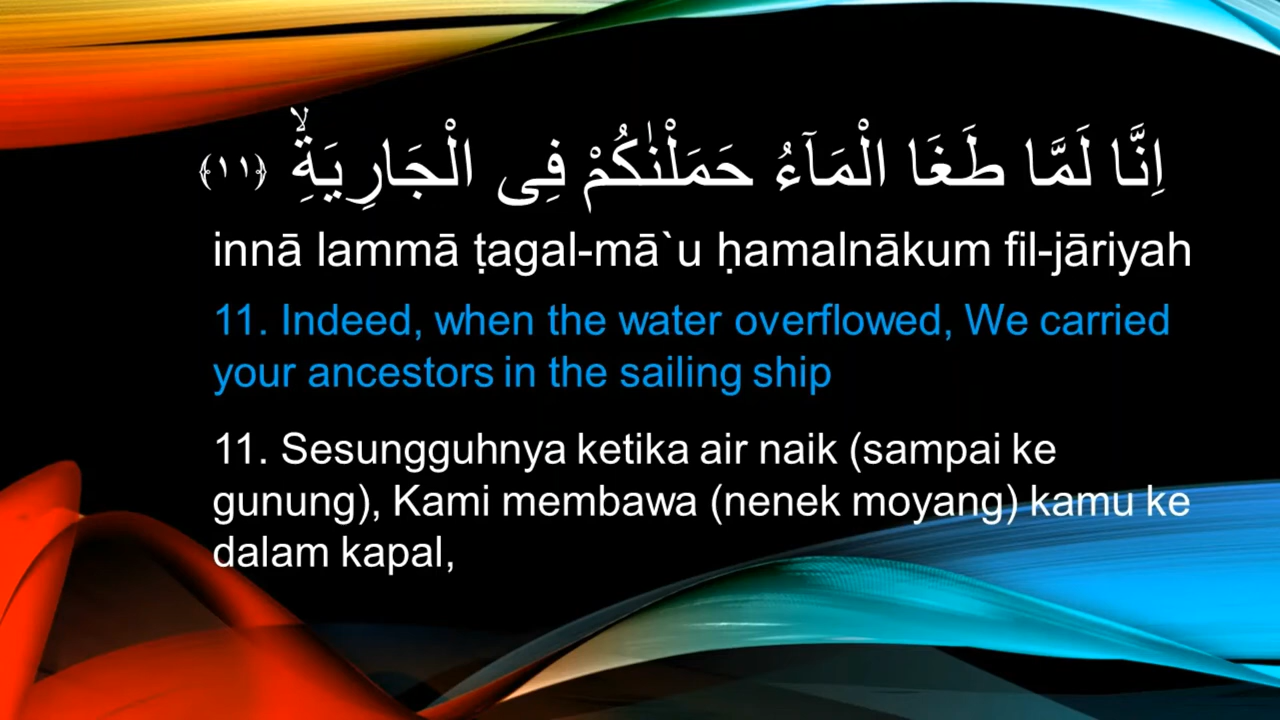 اِنَّا لَمَّا طَغَا الْمَاۤءُ حَمَلْنٰكُمْ فِى الْجَارِيَةِۙ ﴿١١﴾
innā lammā ṭagal-mā`u ḥamalnākum fil-jāriyah
11. Indeed, when the water overflowed, We carried
your ancestors in the sailing ship
11. Sesungguhnya ketika air naik (sampai ke
gunung), Kami membawa (nenek moyang) kamu ke
dalam kapal,